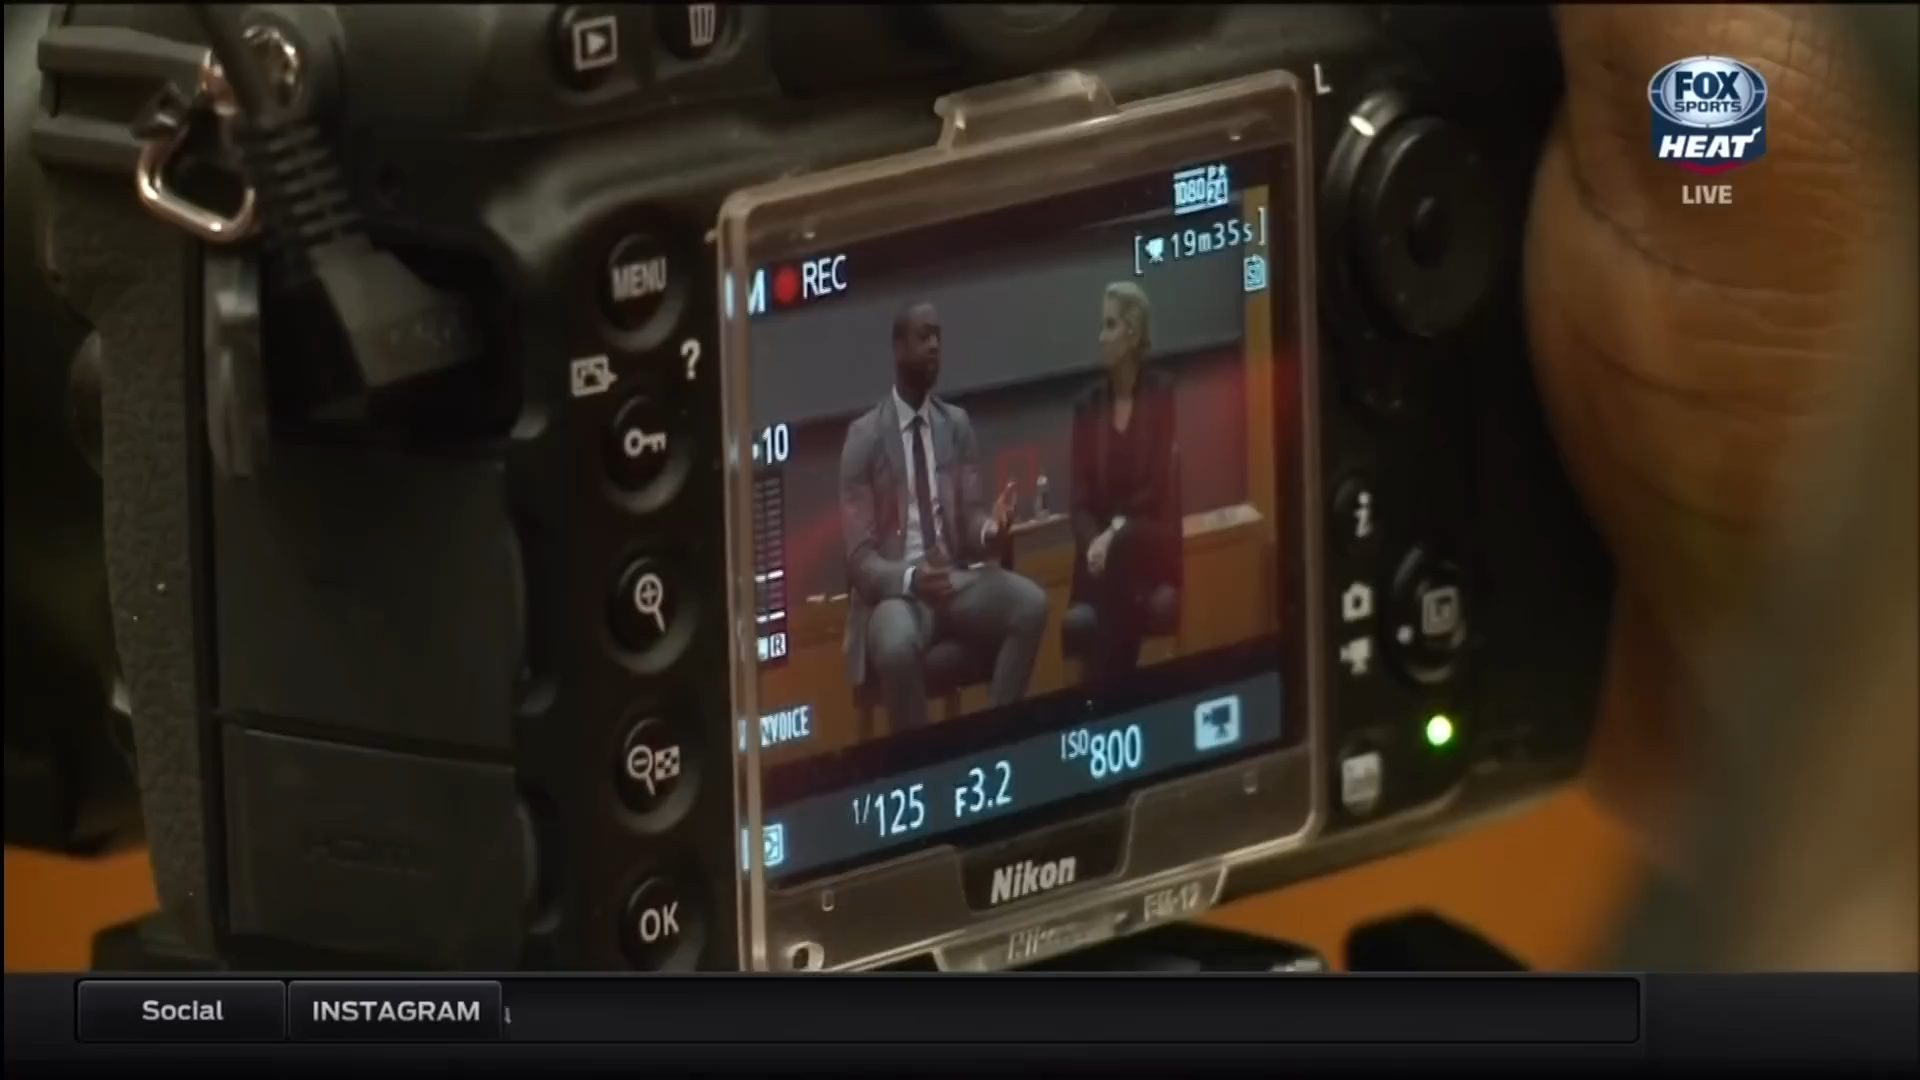 FOX
SPORTS
HEAT
LIVE
L
1080
[19m35s]
MENU
REC
?
10
R
VOICE
1/125 F3.2 ISO 800
Nikon
OK
Social INSTAGRAM